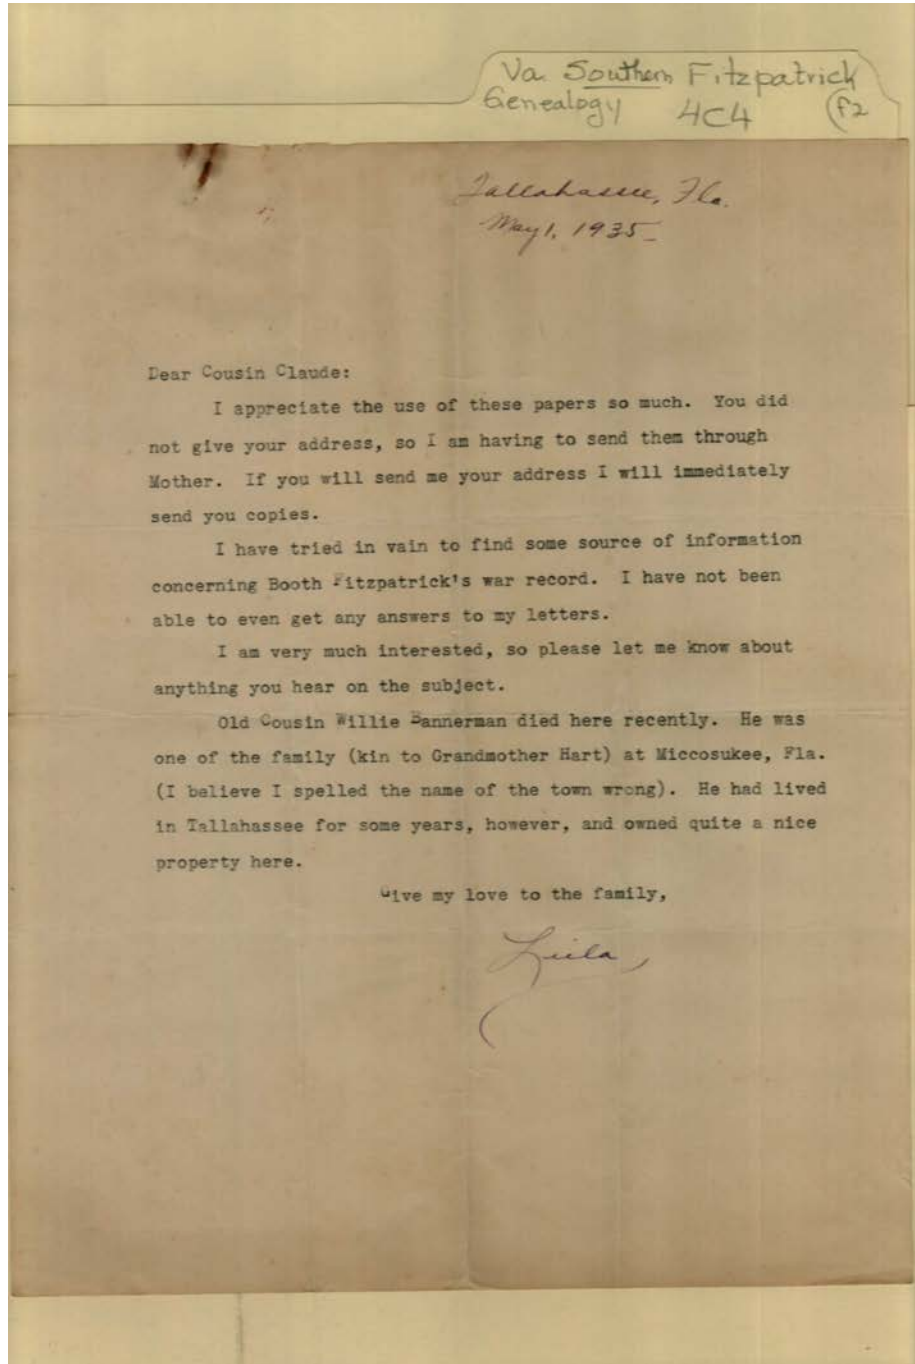 Va. Southern Fitzpatrick
Genealogy 4C4 (F2
Tallahassee, Fla.
May 1, 1935
Dear Cousin Claude:
I appreciate the use of these papers so much. You did
not give your address, so I am having to send them through
Mother. If you will send me your address I will immediately
send you copies.
I have tried in vain to find some source of information
concerning Booth Fitzpatrick's war record. I have not been
able to even get any answers to my letters.
I am very much interested, so please let me know about
anything you hear on the subject.
Old Cousin Willie Bannerman died here recently. He was
one of the family (kin to Grandmother Hart) at Miccosukee, Fla.
(I believe I spelled the name of the town wrong). He had lived
in Tallahassee for some years, however, and owned quite a nice
property here.
Give my love to the family,
Leila